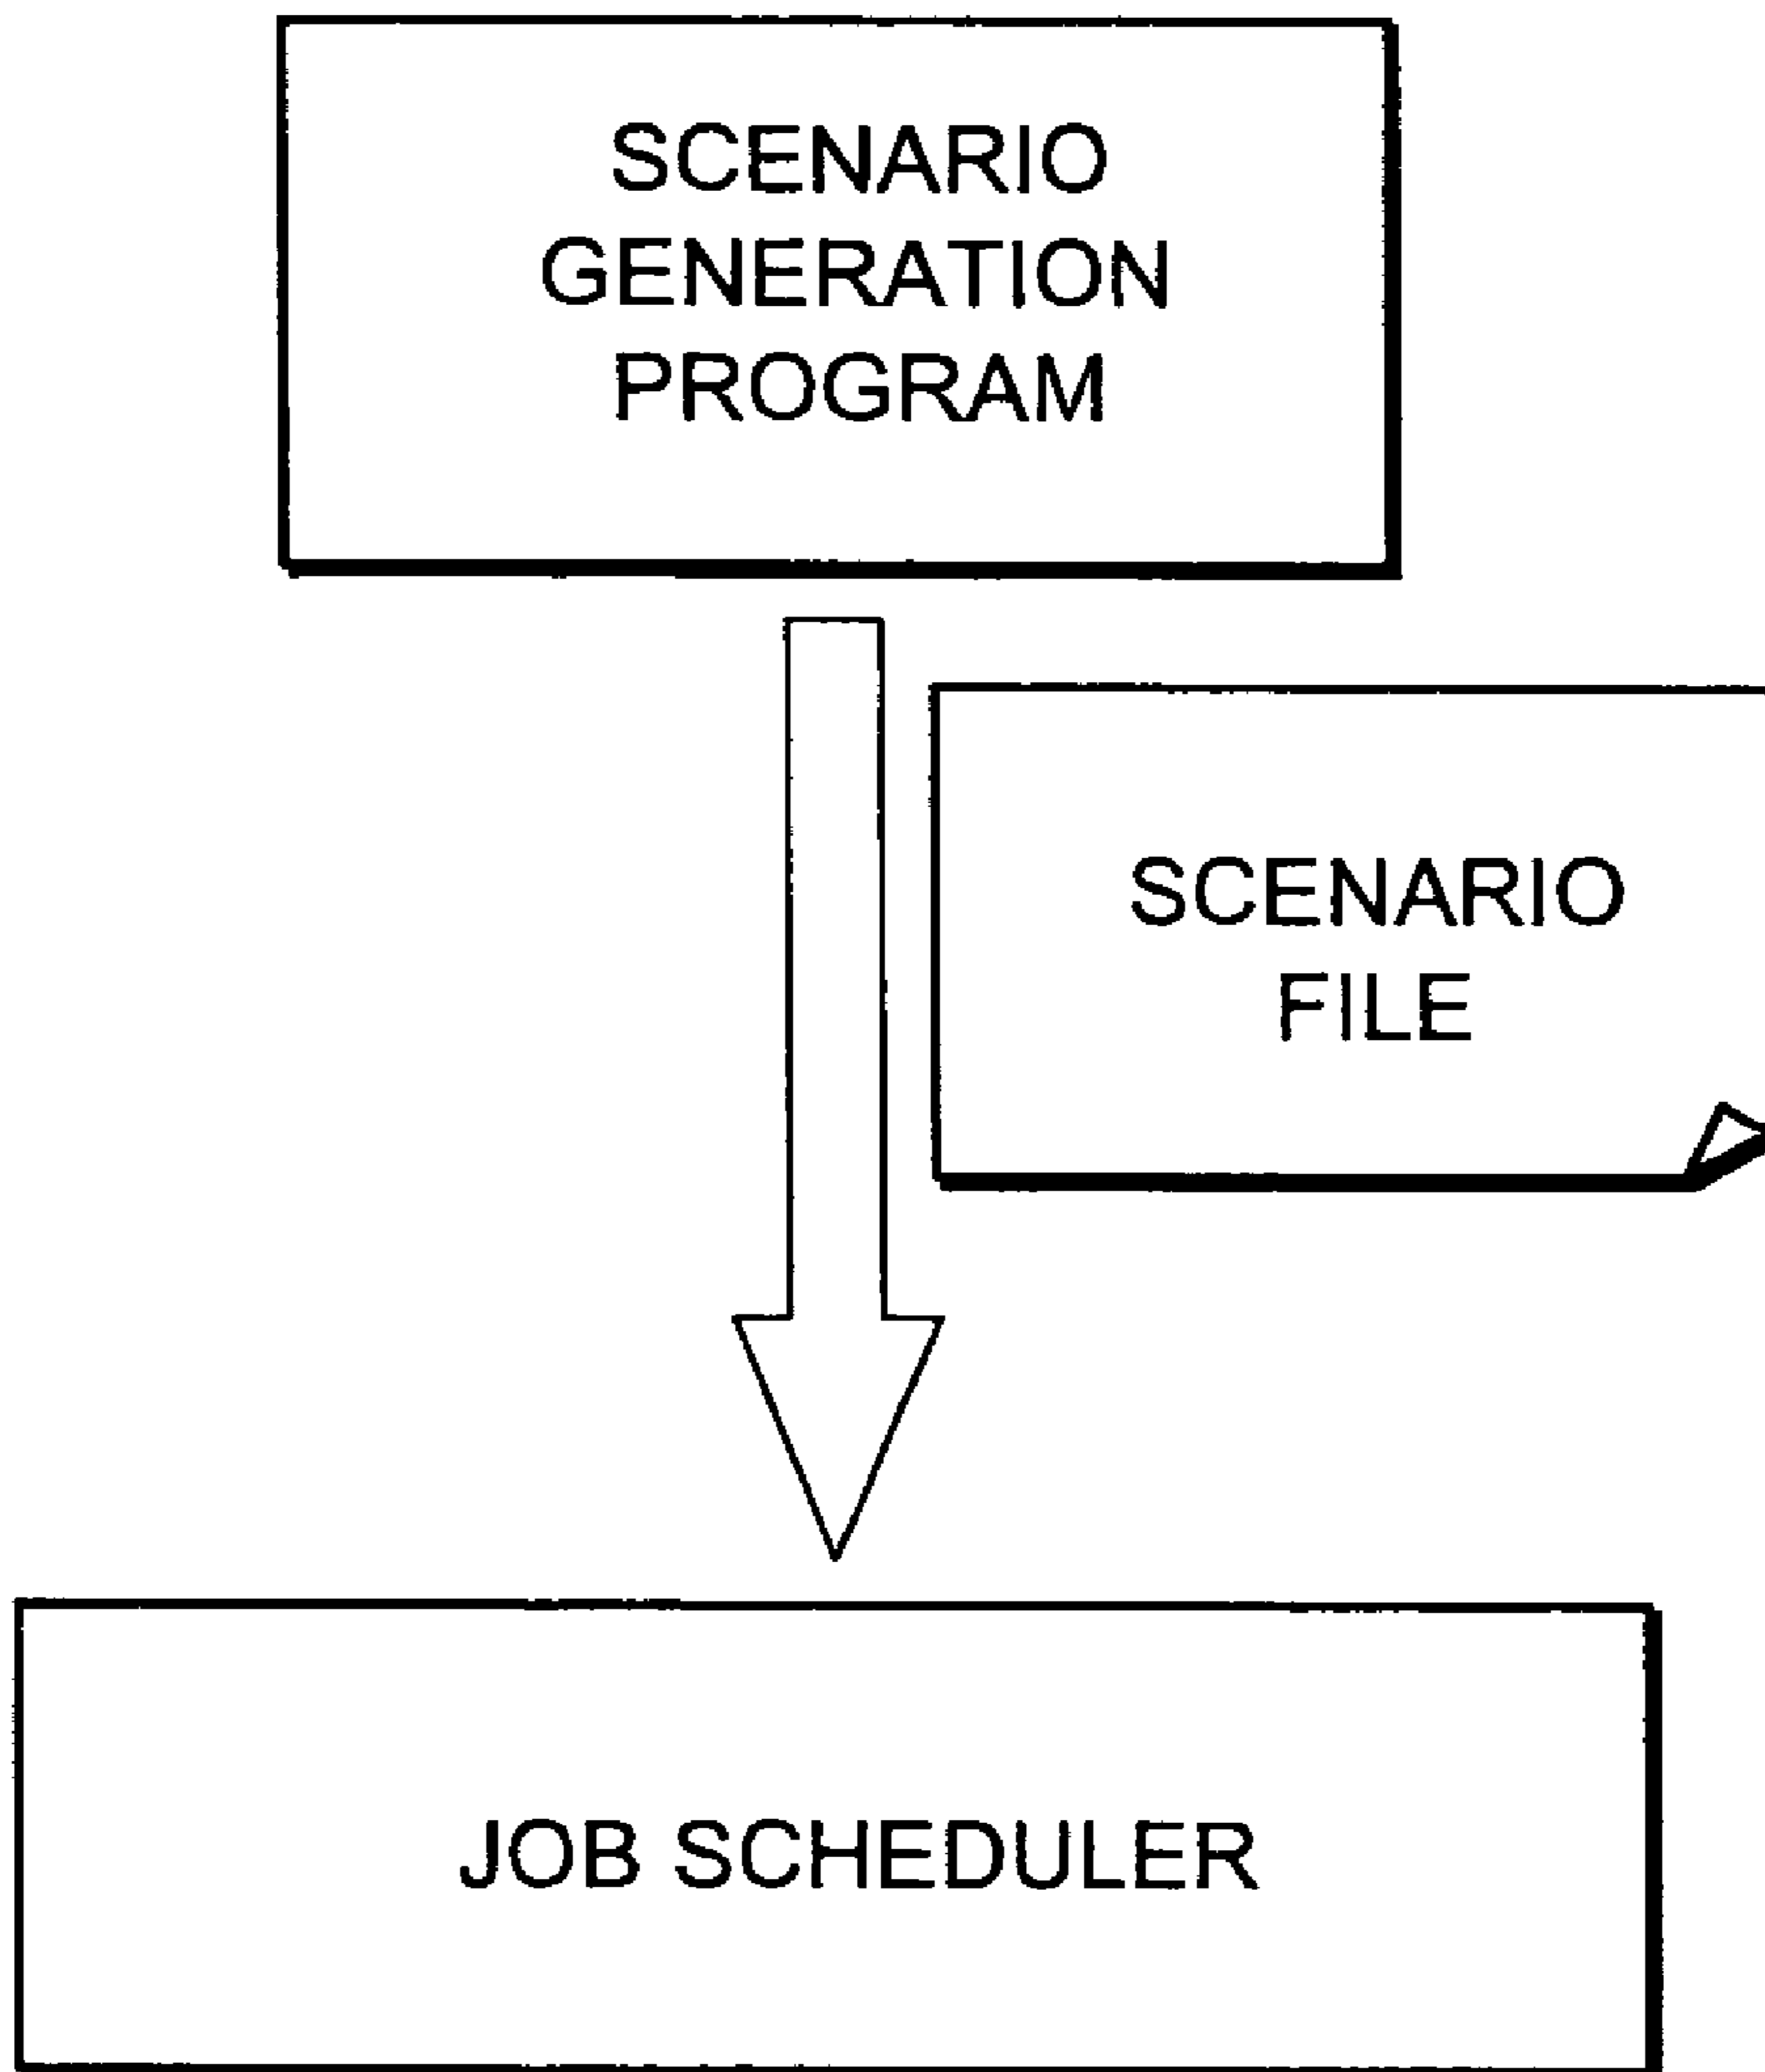 SCENARIO
GENERATION
PROGRAM
SCENARIO
FILE
JOB SCHEDULER